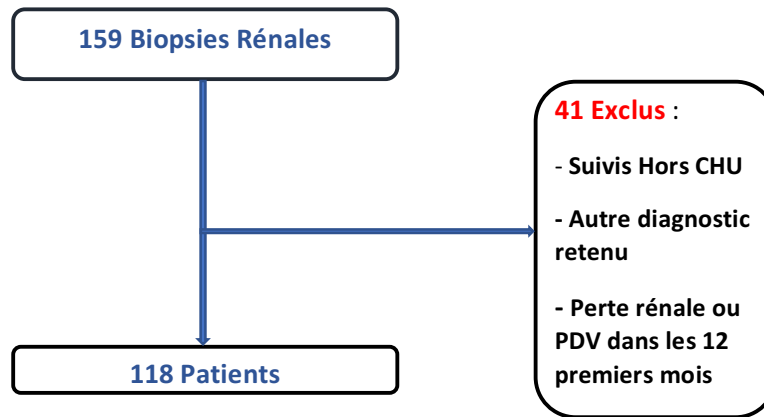 159 Biopsies Rénales
41 Exclus :
- Suivis Hors CHU
- Autre diagnostic
retenu
- Perte rénale ou
PDV dans les 12
premiers mois
118 Patients